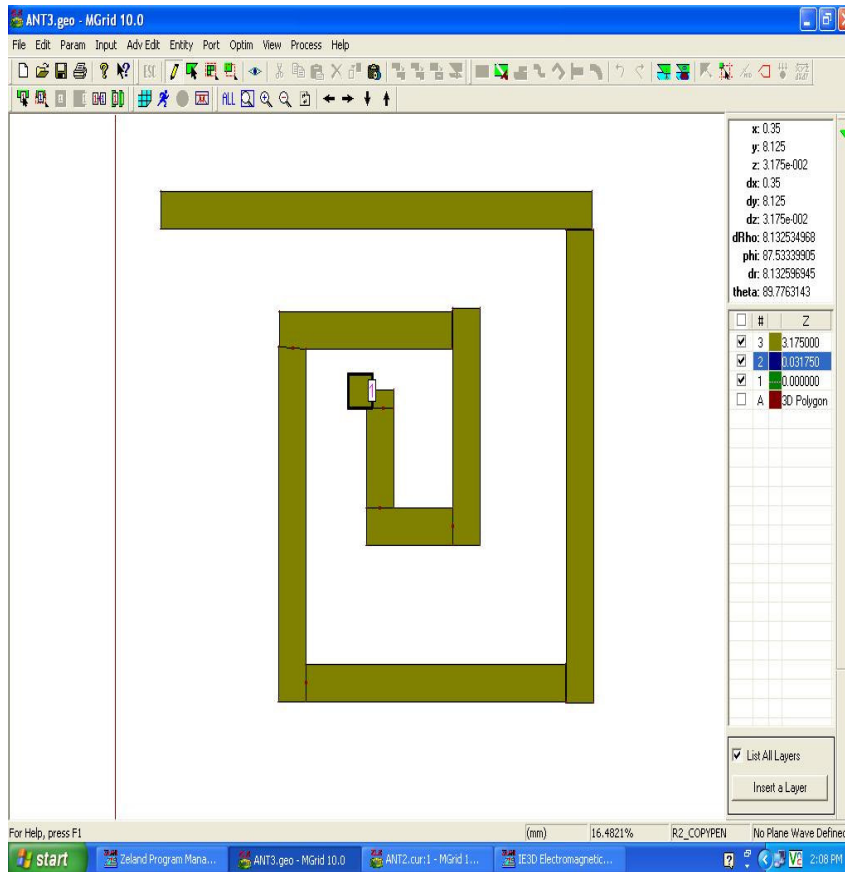 ANT3.geo - MGrid 10.0
File Edit Param Input Adv Edit Entity Port Optim View Process Help
ESC
ALL
x: 0.35
y: 8.125
z: 3.175e-002
dx: 0.35
dy: 8.125
dz: 3.175e-002
dRho: 8.132534968
phi: 87.53339905
dr: 8.132596945
theta: 89.7763143
# Z
3 3.175000
2 0.031750
1 0.000000
A 3D Polygon
1
List All Layers
Insert a Layer
For Help, press F1 (mm) 16.4821% R2_COPYPEN No Plane Wave Define
start Zeland Program Mana... ANT3.geo - MGrid 10.0 ANT2.cur:1 - MGrid 1... IE3D Electromagnetic... 2:08 PM